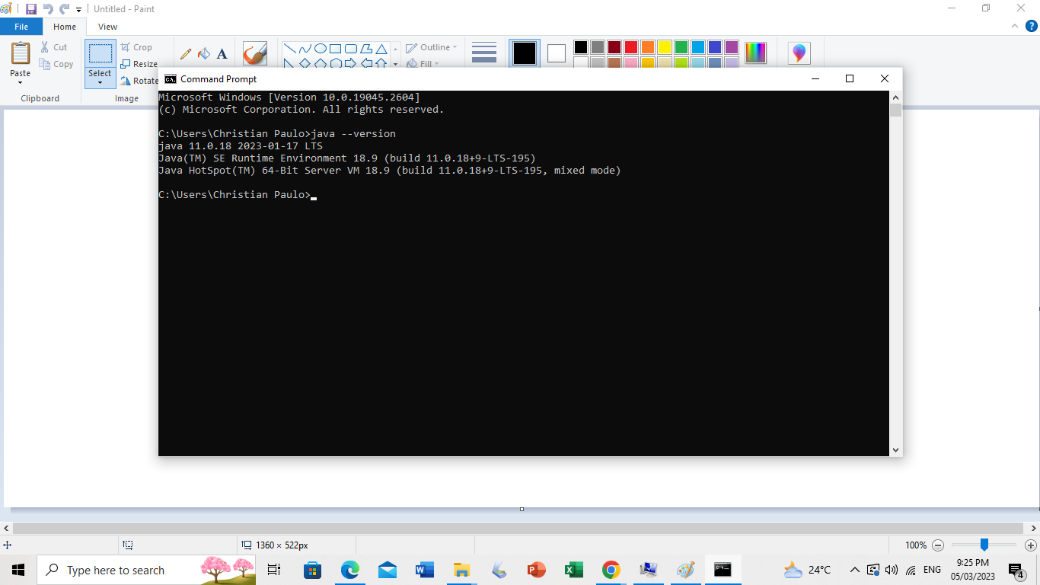 Untitled - Paint
File Home View
Paste
Cut
Copy
Clipboard
Select
Crop
Resize
Rotate
Image
A
Outline
Fill
Command Prompt
Microsoft Windows [Version 10.0.19045.2604]
(c) Microsoft Corporation. All rights reserved.
C:\Users\Christian Paulo>java --version
java 11.0.18 2023-01-17 LTS
Java(TM) SE Runtime Environment 18.9 (build 11.0.18+9-LTS-195)
Java HotSpot(TM) 64-Bit Server VM 18.9 (build 11.0.18+9-LTS-195, mixed mode)
C:\Users\Christian Paulo>
1360 × 522px
100%
Type here to search
24°C
ENG
9:25 PM
05/03/2023
4